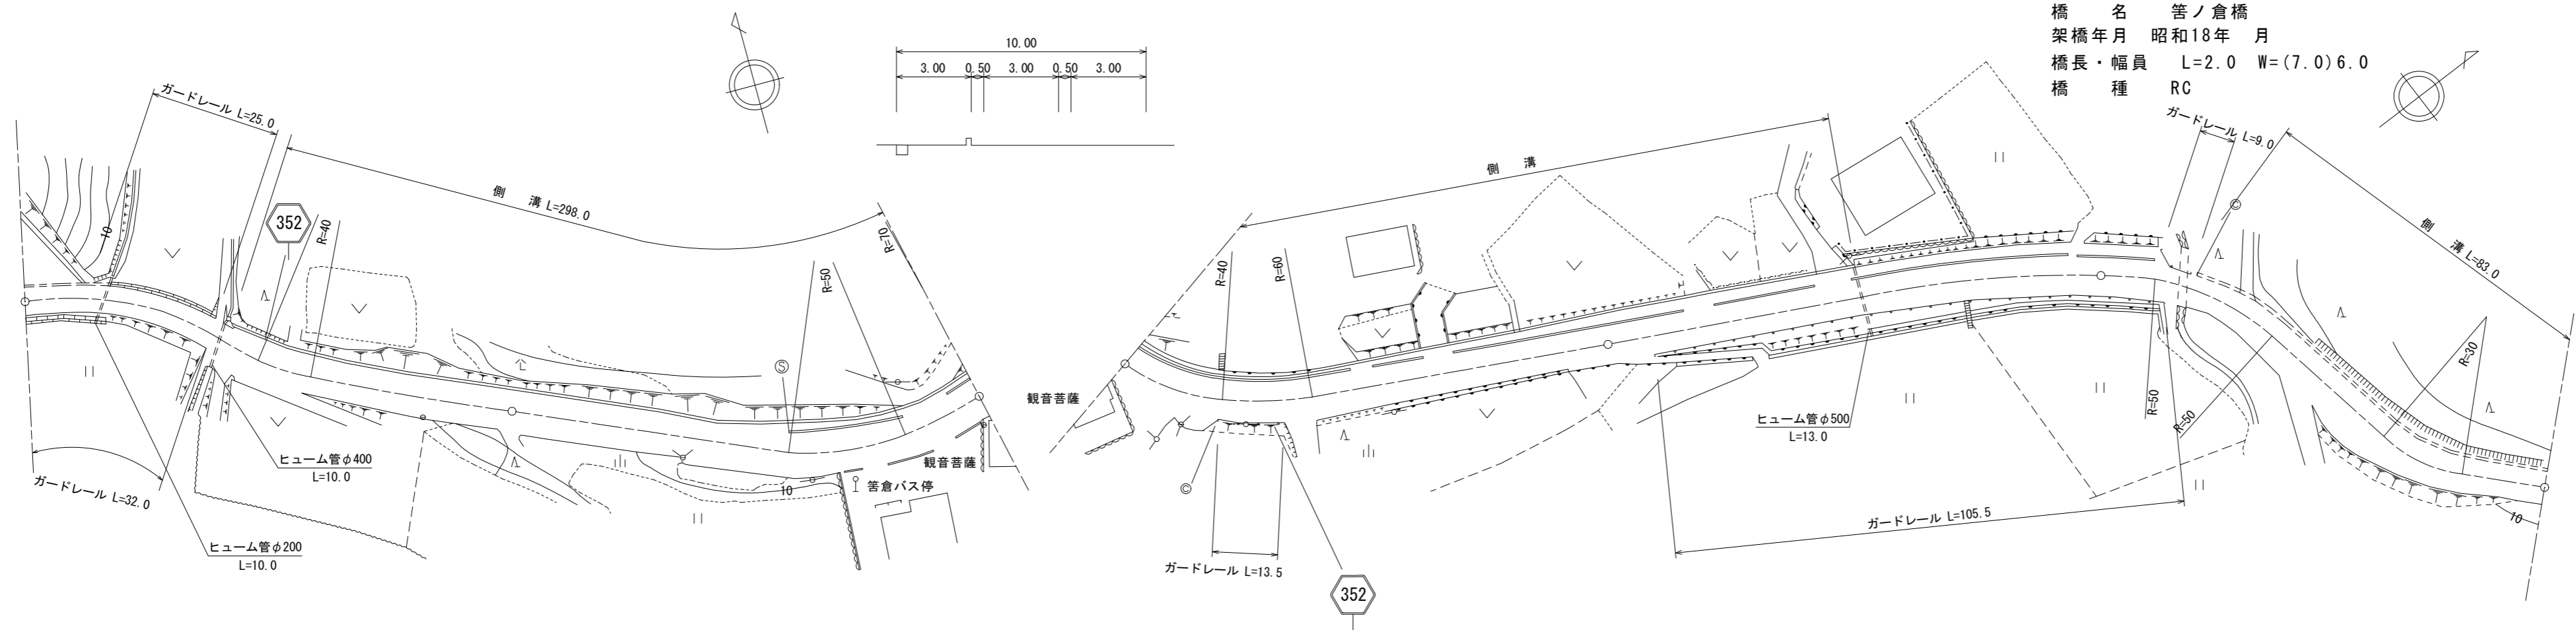 橋　名　筈ノ倉橋
架橋年月　昭和18年　月
橋長・幅員　L=2.0　W=(7.0)6.0
橋　種　RC
10.00
3.00 0.50 3.00 0.50 3.00
ガードレール L=25.0
10
352
R=40
側　溝 L=298.0
R=50
R=70
Ⓢ
ガードレール L=32.0
ヒューム管φ400
L=10.0
ヒューム管φ200
L=10.0
10
観音菩薩
筈倉バス停
観音菩薩
側　溝
R=40
R=60
Ⓒ
ガードレール L=13.5
352
ヒューム管φ500
L=13.0
ガードレール L=105.5
ガードレール L=9.0
Ⓒ
側　溝 L=83.0
R=50
R=50
R=30
10